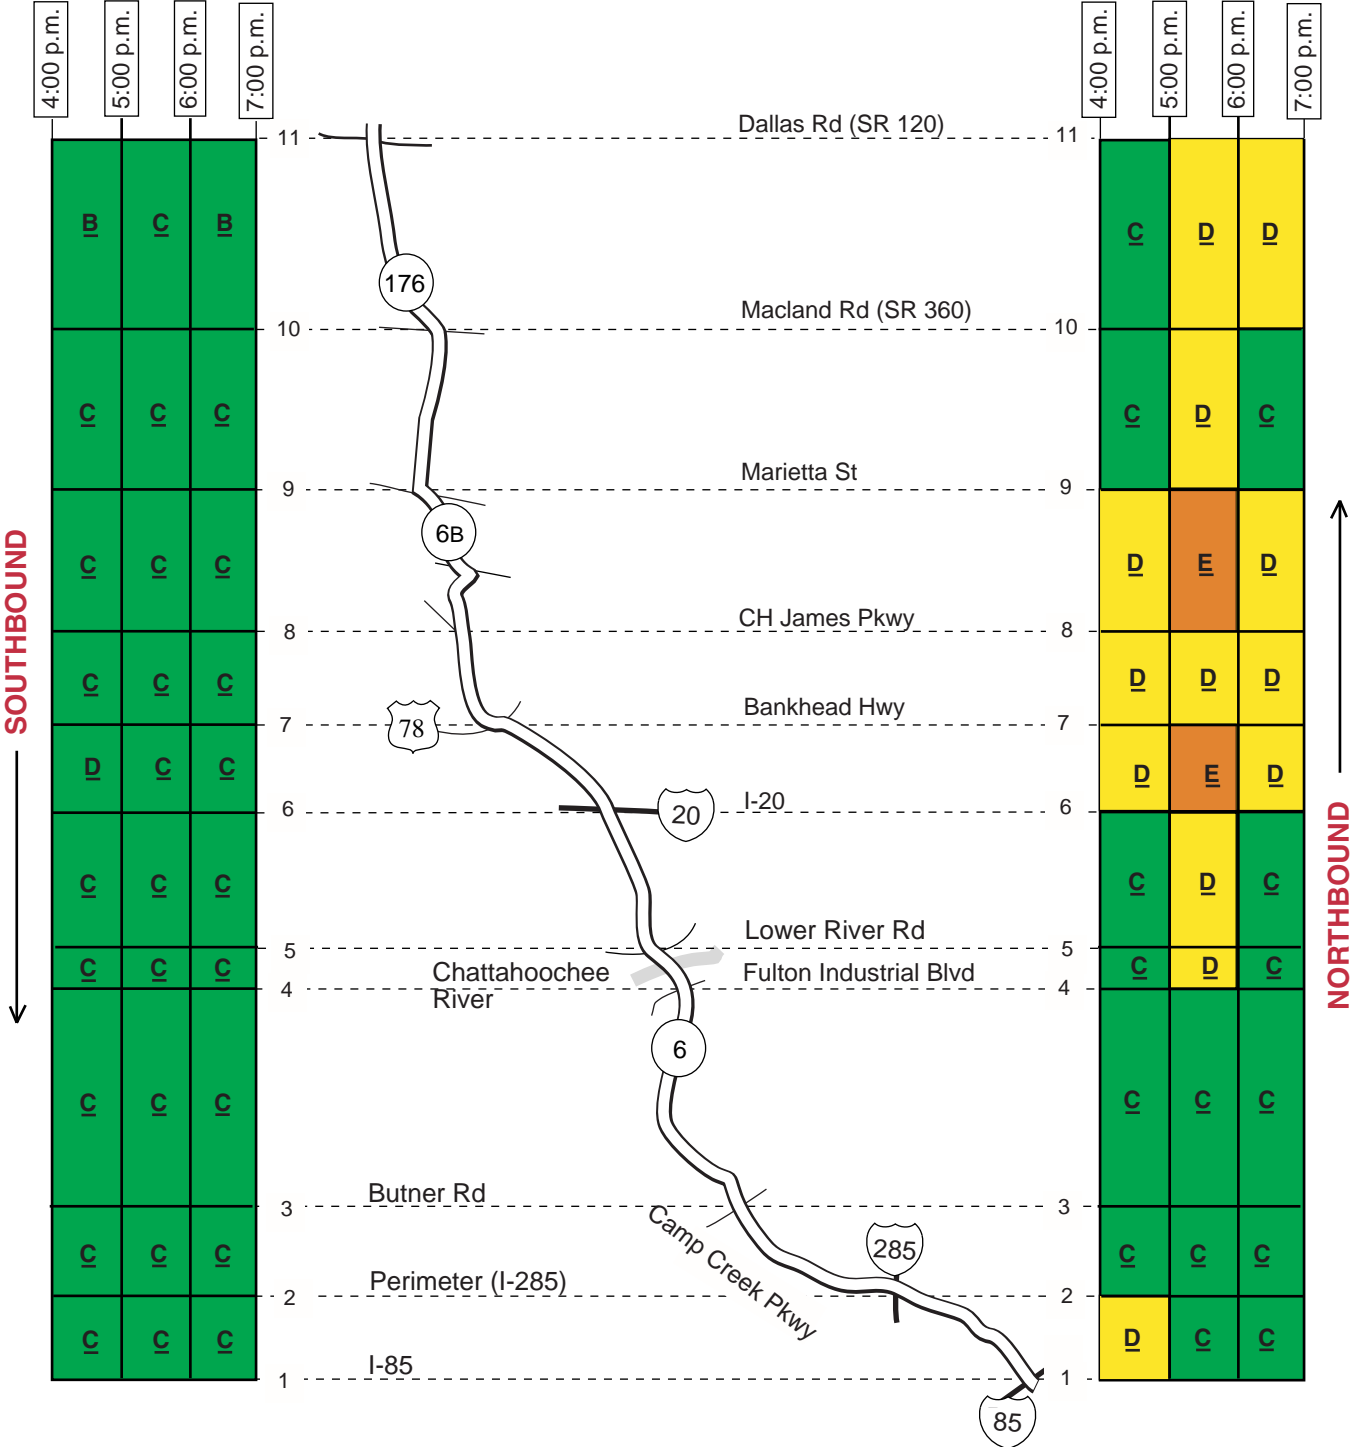 4:00 p.m.
5:00 p.m.
6:00 p.m.
7:00 p.m.
4:00 p.m.
5:00 p.m.
6:00 p.m.
7:00 p.m.
11
Dallas Rd (SR 120)
11
B C B
C D D
176
10
Macland Rd (SR 360)
10
C C C
C D C
9
Marietta St
9
6B
C C C
D E D
8
CH James Pkwy
8
C C C
D D D
7
78
Bankhead Hwy
7
D C C
D E D
6
20
I-20
6
C C C
C D C
5
Lower River Rd
5
C C C
Chattahoochee
River
Fulton Industrial Blvd
C D C
4
4
6
C C C
C C C
3
Butner Rd
3
Camp Creek Pkwy
285
C C C
C C C
2
Perimeter (I-285)
2
C C C
D C C
1
I-85
1
85
SOUTHBOUND
NORTHBOUND